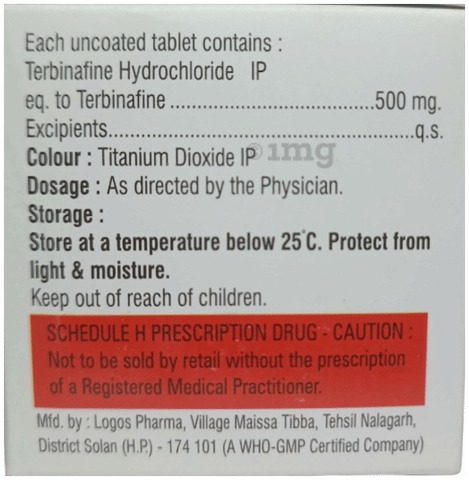 Each uncoated tablet contains :
Terbinafine Hydrochloride IP
eq. to Terbinafine ....................................500 mg.
Excipients.....................................................q.s.
Colour : Titanium Dioxide IP
1mg
Dosage : As directed by the Physician.
Storage :
Store at a temperature below 25°C. Protect from
light & moisture.
Keep out of reach of children.
SCHEDULE H PRESCRIPTION DRUG - CAUTION :
Not to be sold by retail without the prescription
of a Registered Medical Practitioner.
Mfd. by : Logos Pharma, Village Maissa Tibba, Tehsil Nalagarh,
District Solan (H.P.) - 174 101 (A WHO-GMP Certified Company)